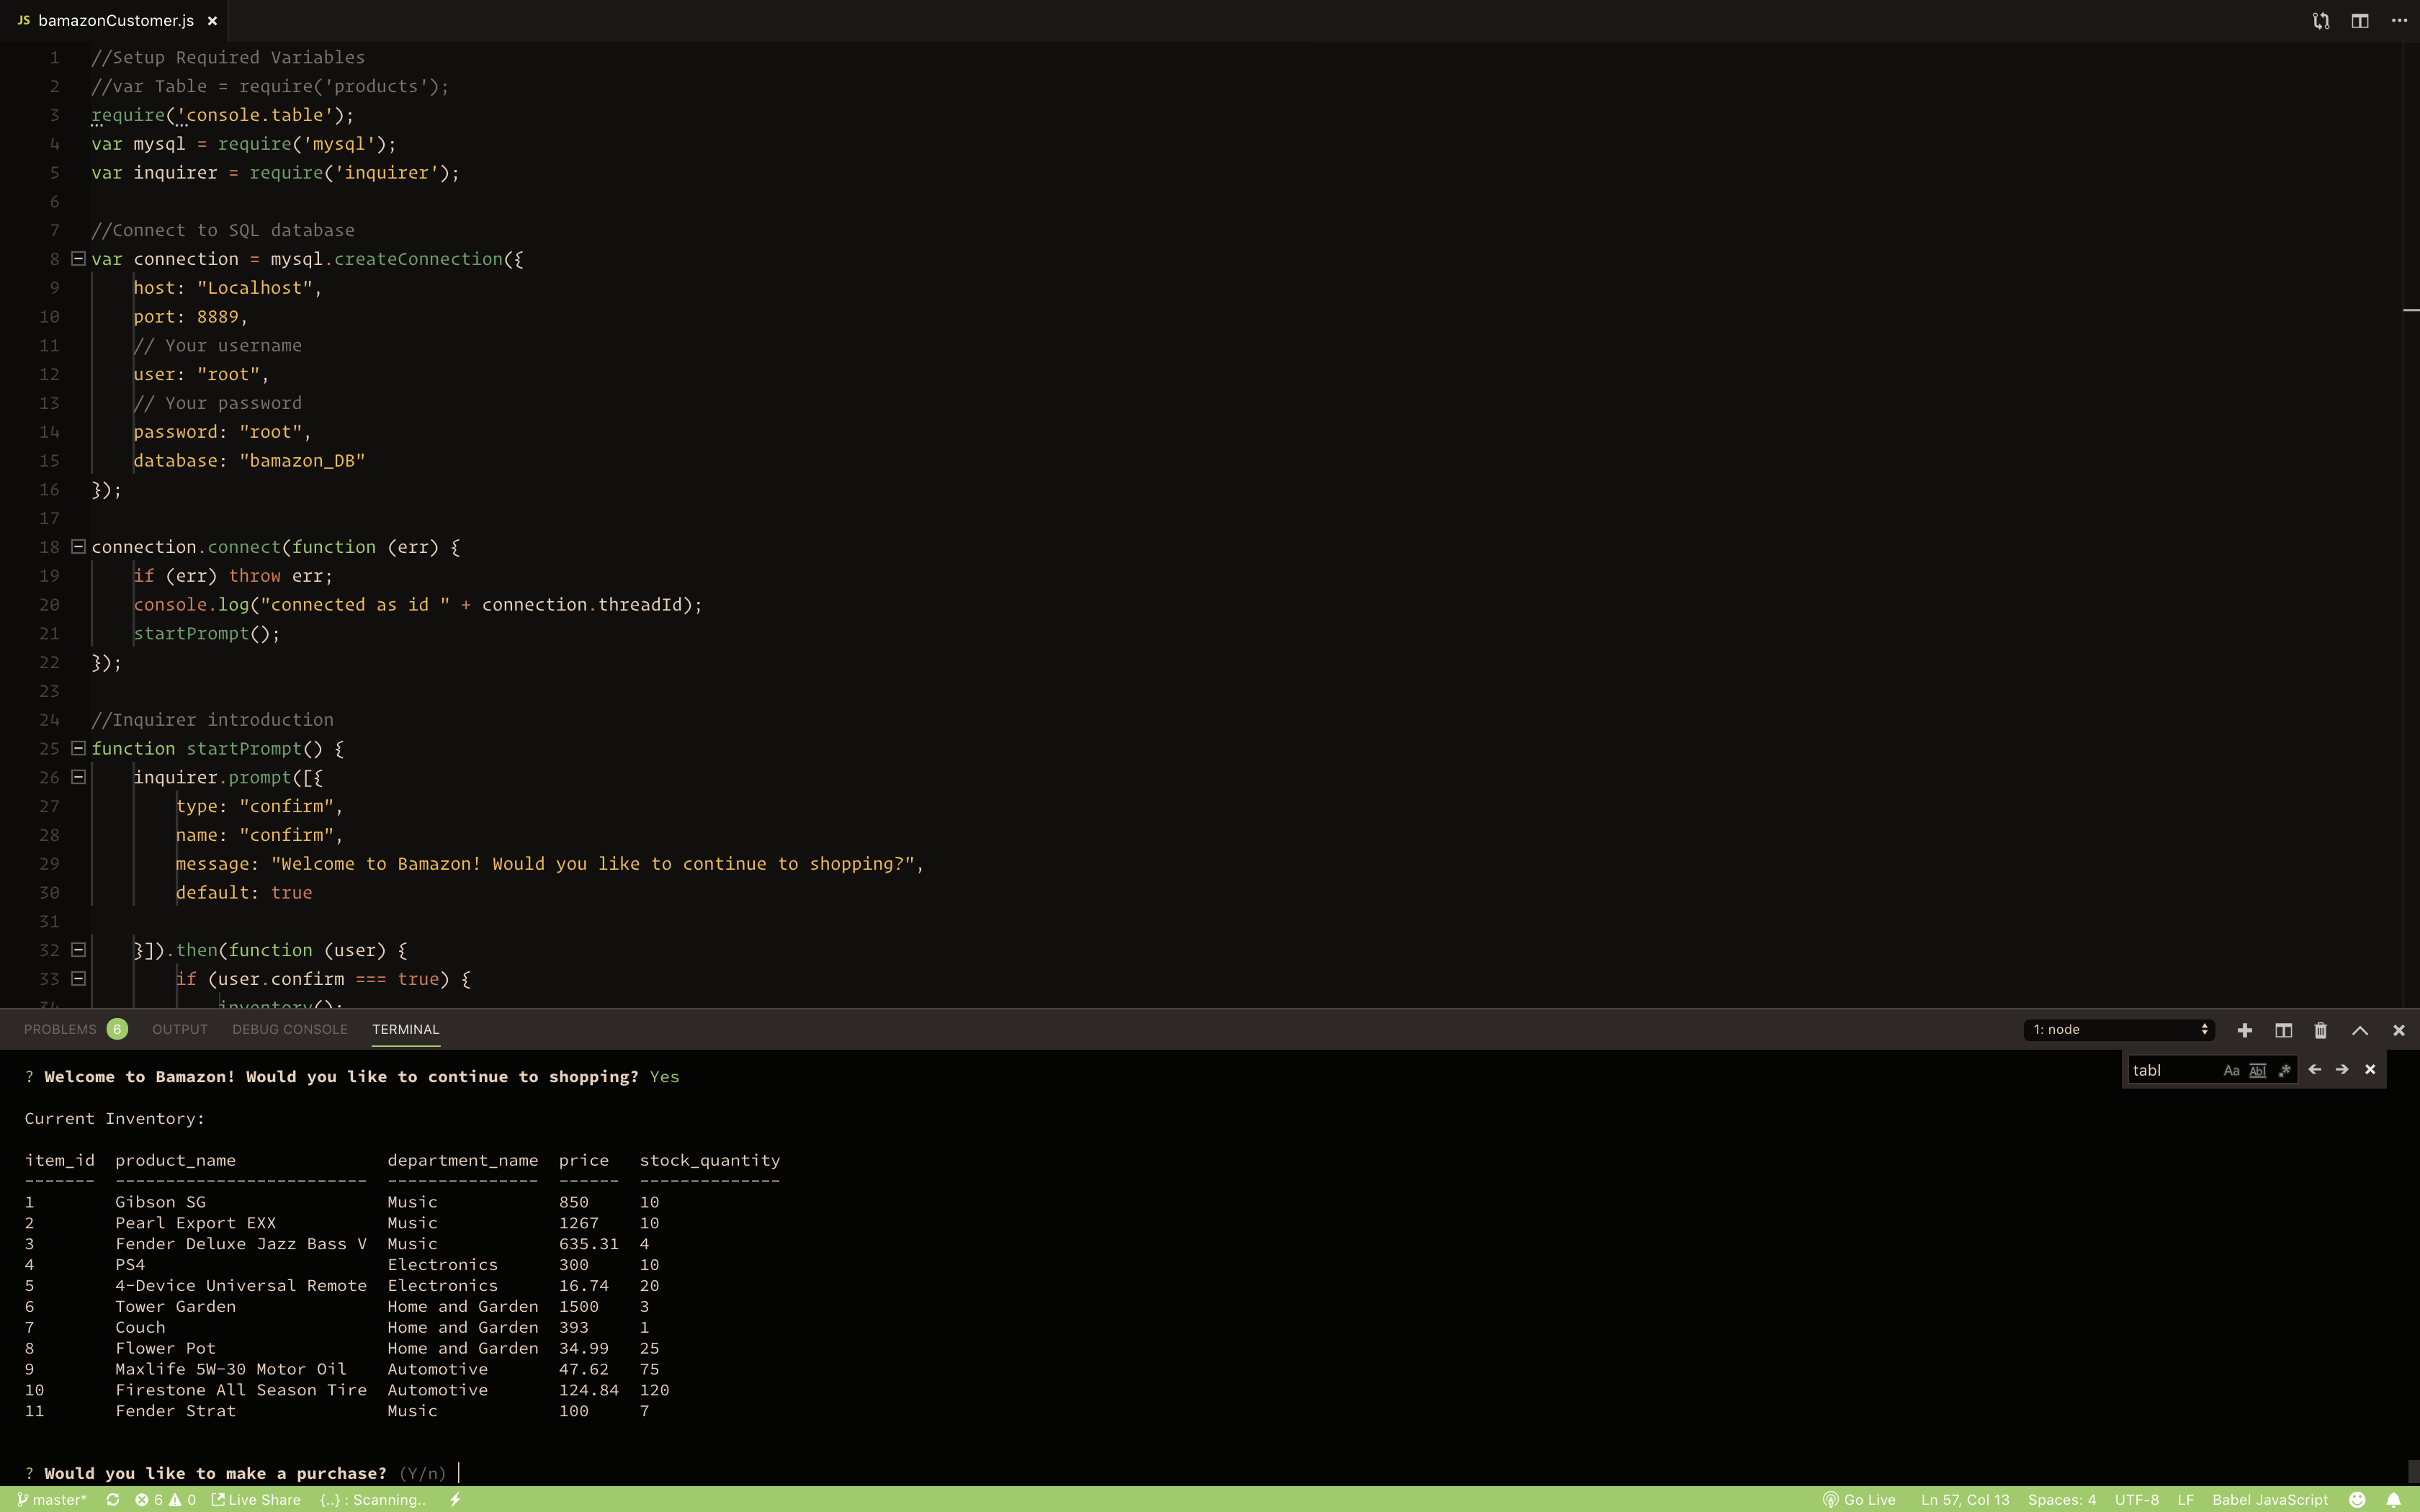 JS bamazonCustomer.js ×
1 //Setup Required Variables
2 //var Table = require('products');
3 require('console.table');
4 var mysql = require('mysql');
5 var inquirer = require('inquirer');
6
7 //Connect to SQL database
8 var connection = mysql.createConnection({
9     host: "Localhost",
10     port: 8889,
11     // Your username
12     user: "root",
13     // Your password
14     password: "root",
15     database: "bamazon_DB"
16 });
17
18 connection.connect(function (err) {
19     if (err) throw err;
20     console.log("connected as id " + connection.threadId);
21     startPrompt();
22 });
23
24 //Inquirer introduction
25 function startPrompt() {
26     inquirer.prompt([{
27         type: "confirm",
28         name: "confirm",
29         message: "Welcome to Bamazon! Would you like to continue to shopping?",
30         default: true
31
32     }]).then(function (user) {
33         if (user.confirm === true) {
34             inventory();
PROBLEMS 6 OUTPUT DEBUG CONSOLE TERMINAL 1: node
tabl Aa Abl .*
? Welcome to Bamazon! Would you like to continue to shopping? Yes
Current Inventory:
item_id  product_name              department_name  price   stock_quantity
-------  ------------------------- ---------------  ------  --------------
1        Gibson SG                 Music            850     10
2        Pearl Export EXX          Music            1267    10
3        Fender Deluxe Jazz Bass V  Music            635.31  4
4        PS4                       Electronics      300     10
5        4-Device Universal Remote  Electronics      16.74   20
6        Tower Garden              Home and Garden  1500    3
7        Couch                     Home and Garden  393     1
8        Flower Pot                Home and Garden  34.99   25
9        Maxlife 5W-30 Motor Oil   Automotive       47.62   75
10       Firestone All Season Tire  Automotive       124.84  120
11       Fender Strat              Music            100     7
? Would you like to make a purchase? (Y/n)
master* 6 0 Live Share {..} : Scanning.. Go Live Ln 57, Col 13 Spaces: 4 UTF-8 LF Babel JavaScript